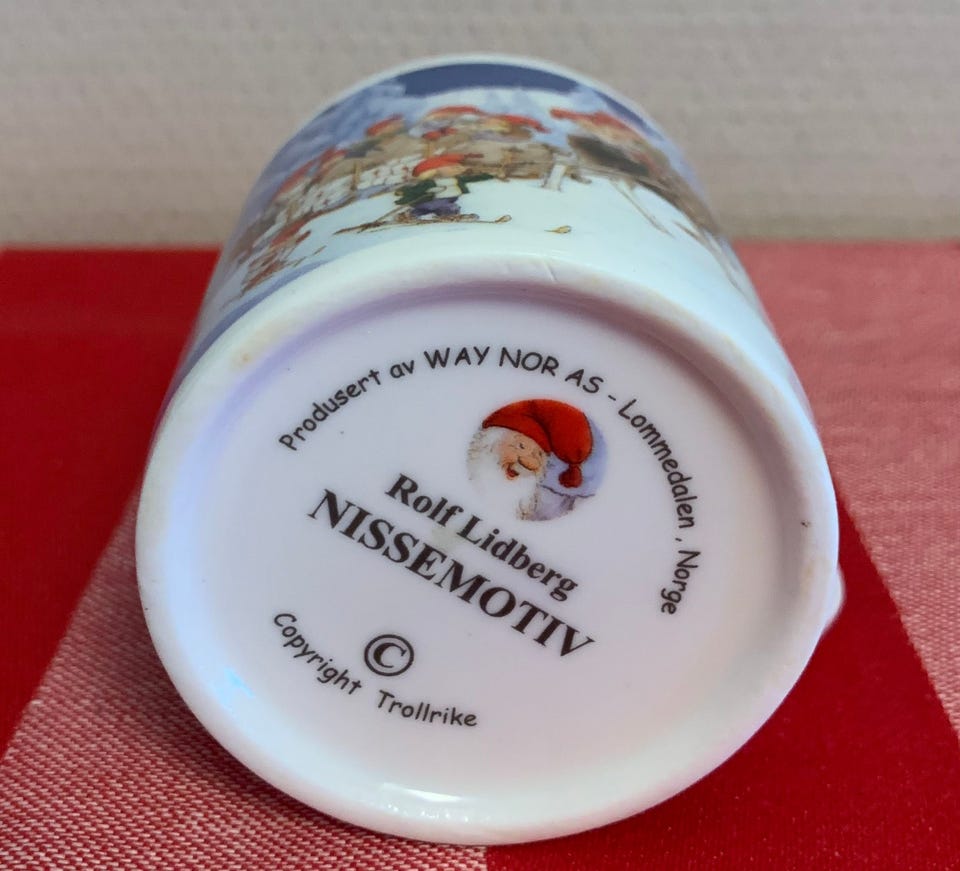 Produsert av WAY NOR AS - Lommedalen , Norge
Rolf Lidberg
NISSEMOTIV
©
Copyright Trollrike